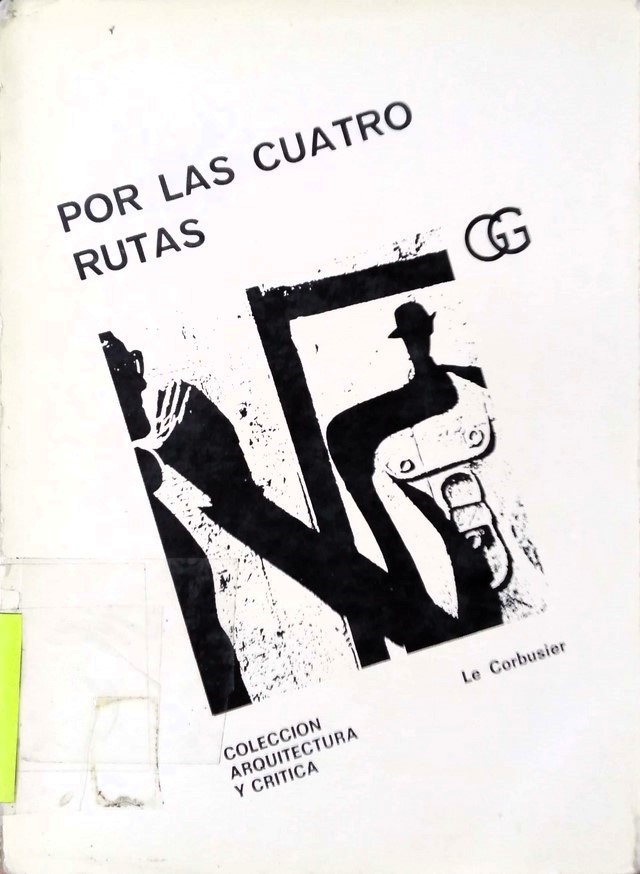 POR LAS CUATRO
RUTAS
GG
Le Corbusier
COLECCION
ARQUITECTURA
Y CRITICA